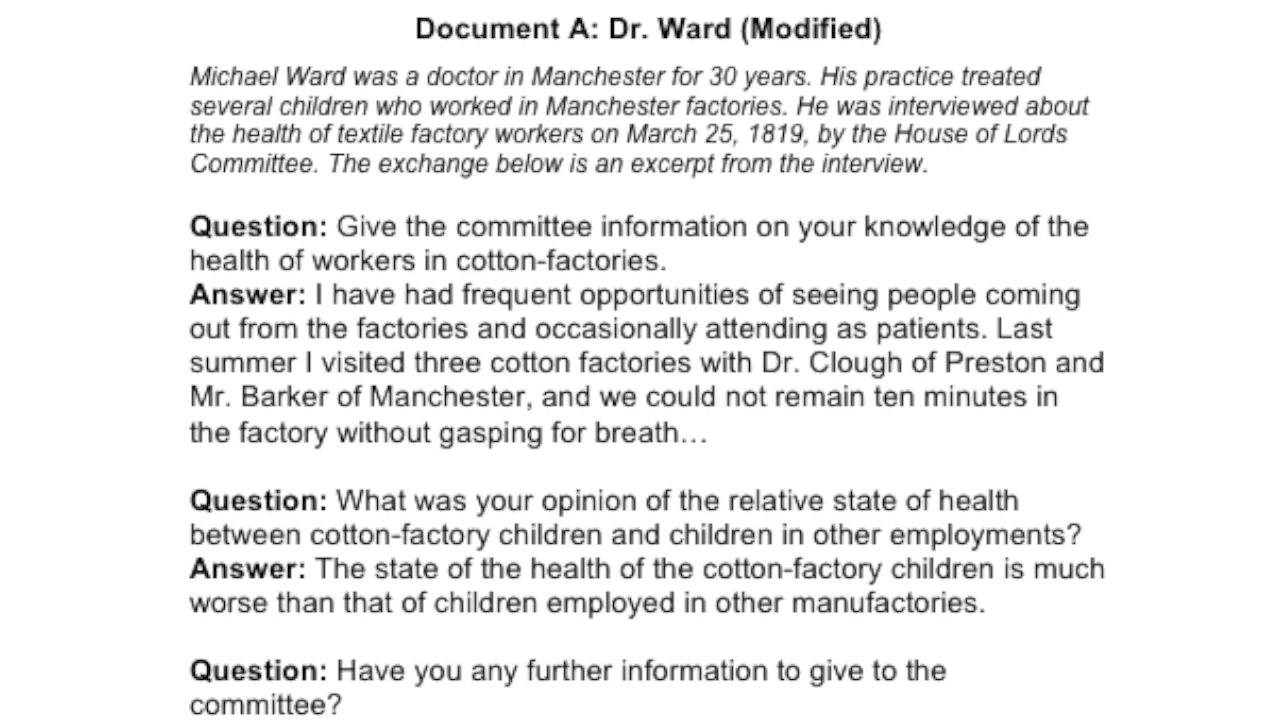 Document A: Dr. Ward (Modified)
Michael Ward was a doctor in Manchester for 30 years. His practice treated
several children who worked in Manchester factories. He was interviewed about
the health of textile factory workers on March 25, 1819, by the House of Lords
Committee. The exchange below is an excerpt from the interview.
Question: Give the committee information on your knowledge of the
health of workers in cotton-factories.
Answer: I have had frequent opportunities of seeing people coming
out from the factories and occasionally attending as patients. Last
summer I visited three cotton factories with Dr. Clough of Preston and
Mr. Barker of Manchester, and we could not remain ten minutes in
the factory without gasping for breath…
Question: What was your opinion of the relative state of health
between cotton-factory children and children in other employments?
Answer: The state of the health of the cotton-factory children is much
worse than that of children employed in other manufactories.
Question: Have you any further information to give to the
committee?